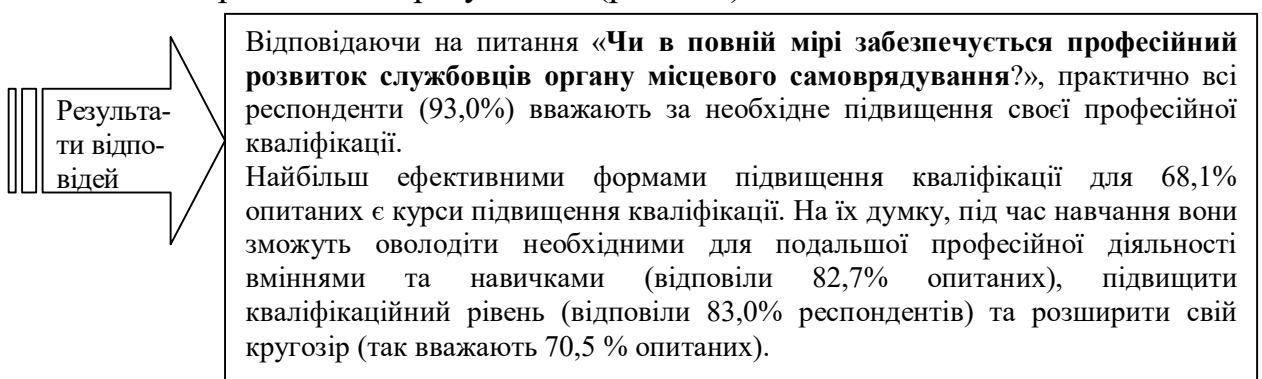 Результа-
ти відпо-
відей
Відповідаючи на питання «Чи в повній мірі забезпечується професійний
розвиток службовців органу місцевого самоврядування?», практично всі
респонденти (93,0%) вважають за необхідне підвищення своєї професійної
кваліфікації.
Найбільш ефективними формами підвищення кваліфікації для 68,1%
опитаних є курси підвищення кваліфікації. На їх думку, під час навчання вони
зможуть оволодіти необхідними для подальшої професійної діяльності
вміннями та навичками (відповіли 82,7% опитаних), підвищити
кваліфікаційний рівень (відповіли 83,0% респондентів) та розширити свій
кругозір (так вважають 70,5 % опитаних).